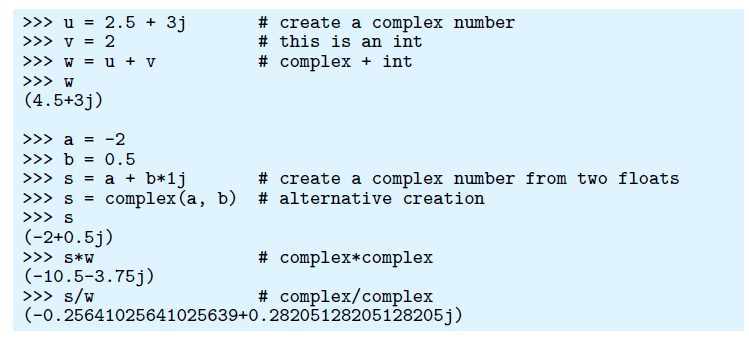 >>> u = 2.5 + 3j         # create a complex number
>>> v = 2                # this is an int
>>> w = u + v            # complex + int
>>> w
(4.5+3j)

>>> a = -2
>>> b = 0.5
>>> s = a + b*1j         # create a complex number from two floats
>>> s = complex(a, b)    # alternative creation
>>> s
(-2+0.5j)
>>> s*w                  # complex*complex
(-10.5-3.75j)
>>> s/w                  # complex/complex
(-0.25641025641025639+0.28205128205128205j)